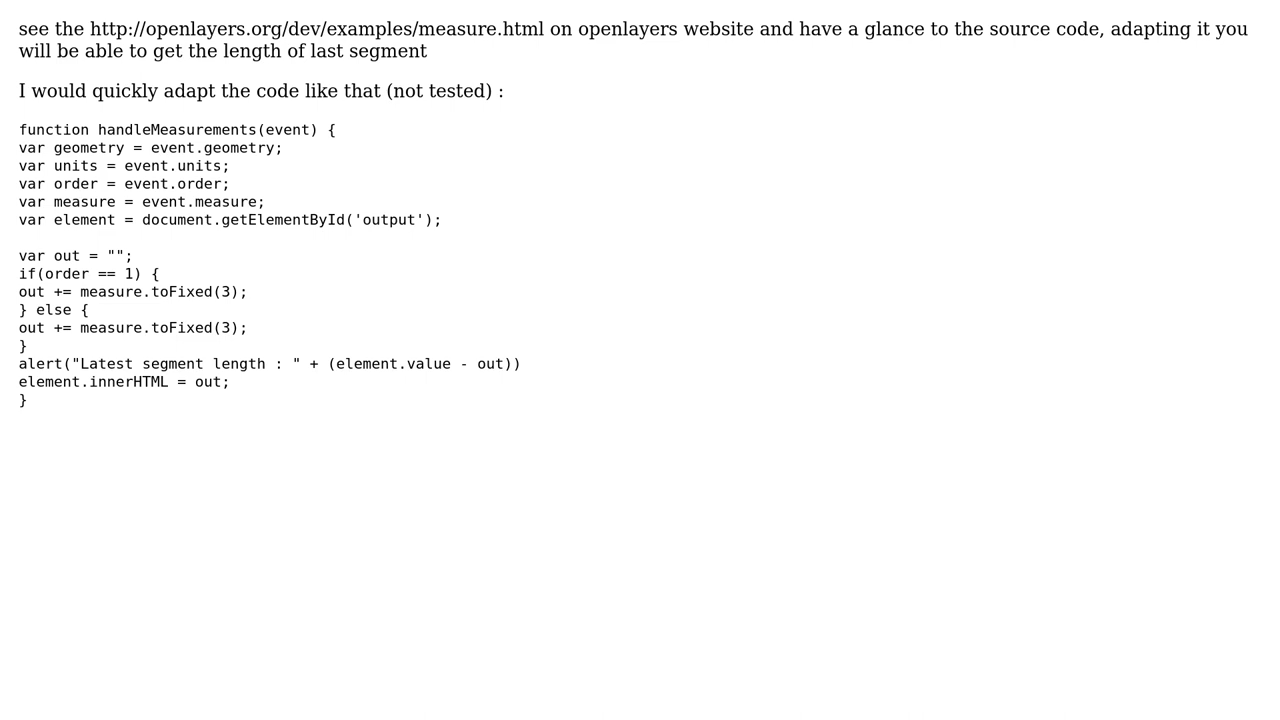 see the http://openlayers.org/dev/examples/measure.html on openlayers website and have a glance to the source code, adapting it you
will be able to get the length of last segment
I would quickly adapt the code like that (not tested) :
function handleMeasurements(event) {
var geometry = event.geometry;
var units = event.units;
var order = event.order;
var measure = event.measure;
var element = document.getElementById('output');
var out = "";
if(order == 1) {
out += measure.toFixed(3);
} else {
out += measure.toFixed(3);
}
alert("Latest segment length : " + (element.value - out))
element.innerHTML = out;
}